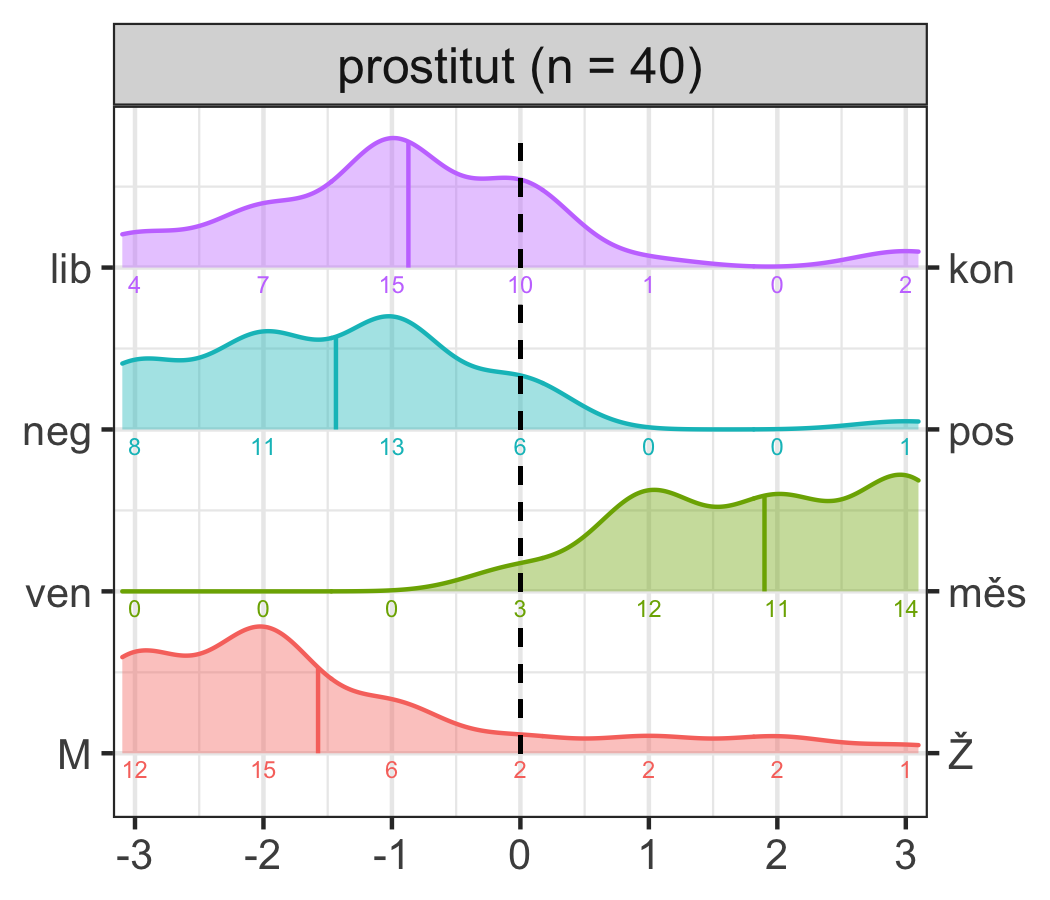 prostitut (n = 40)
lib kon
4 7 15 10 1 0 2
neg pos
8 11 13 6 0 0 1
ven měs
0 0 0 3 12 11 14
M Ž
12 15 6 2 2 2 1
-3 -2 -1 0 1 2 3